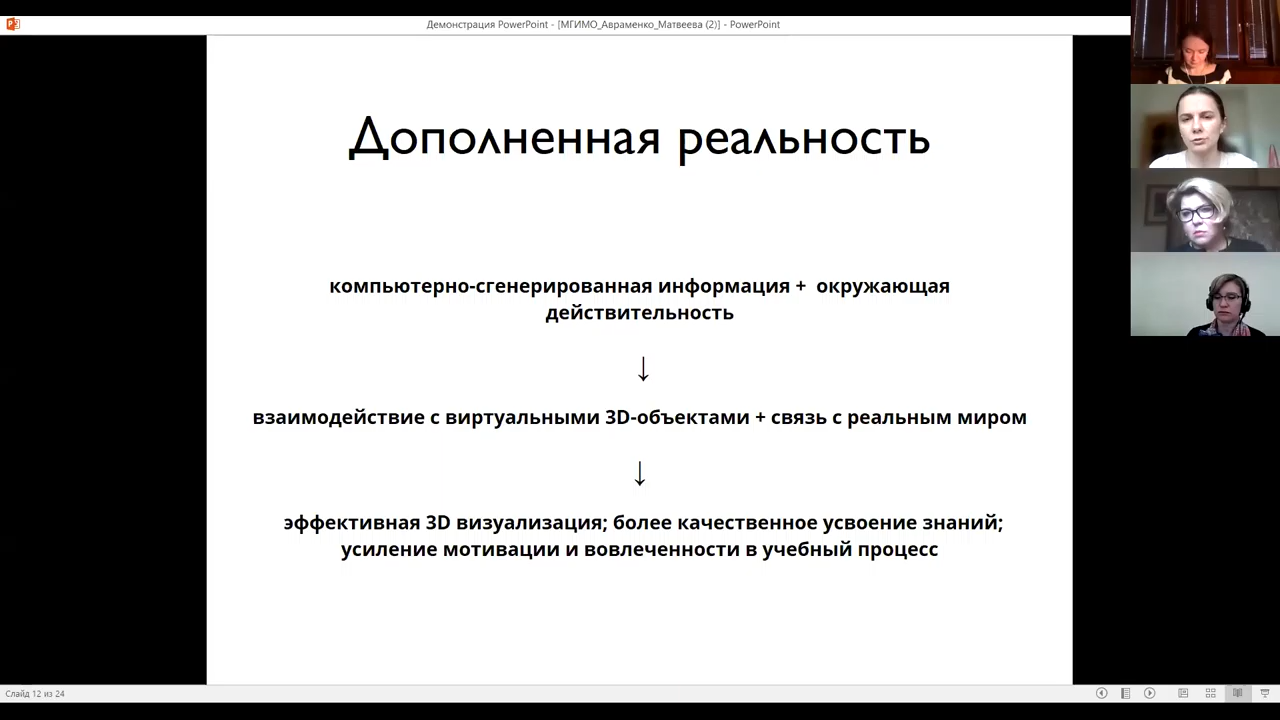 Демонстрация PowerPoint - [МГИМО_Авраменко_Матвеева (2)] - PowerPoint
Дополненная реальность
компьютерно-сгенерированная информация + окружающая
действительность
↓
взаимодействие с виртуальными 3D-объектами + связь с реальным миром
↓
эффективная 3D визуализация; более качественное усвоение знаний;
усиление мотивации и вовлеченности в учебный процесс
Слайд 12 из 24